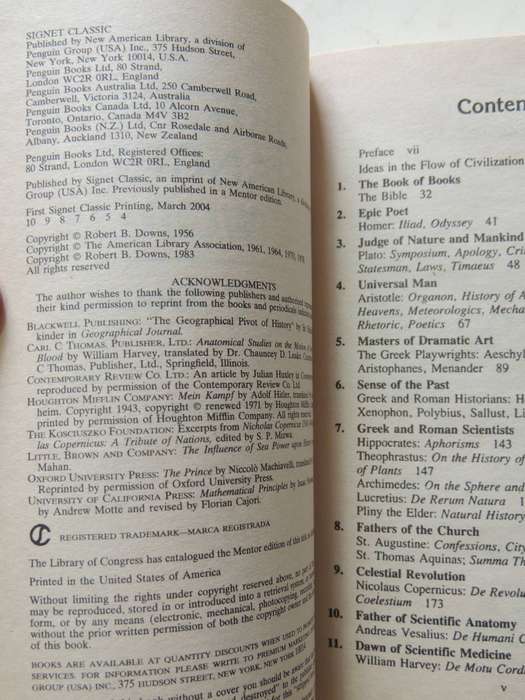 SIGNET CLASSIC
Published by New American Library, a division of
Penguin Group (USA) Inc., 375 Hudson Street,
New York, New York 10014, U.S.A.
Penguin Books Ltd, 80 Strand,
London WC2R 0RL, England
Penguin Books Australia Ltd, 250 Camberwell Road,
Camberwell, Victoria 3124, Australia
Penguin Books Canada Ltd, 10 Alcorn Avenue,
Toronto, Ontario, Canada M4V 3B2
Penguin Books (N.Z.) Ltd, Cnr Rosedale and Airborne Roads,
Albany, Auckland 1310, New Zealand
Penguin Books Ltd, Registered Offices:
80 Strand, London WC2R 0RL, England
Published by Signet Classic, an imprint of New American Library, a
Group (USA) Inc. Previously published in a Mentor edition.
First Signet Classic Printing, March 2004
10 9 8 7 6 5 4
Copyright © Robert B. Downs, 1956
Copyright © The American Library Association, 1961, 1964, 1970, 1978
Copyright © Robert B. Downs, 1983
All rights reserved
ACKNOWLEDGMENTS
The author wishes to thank the following publishers and authorized
their kind permission to reprint from the books and periodicals
BLACKWELL PUBLISHING: "The Geographical Pivot of History" by
kinder in Geographical Journal.
CARL C THOMAS, PUBLISHER, LTD.: Anatomical Studies on the Motion of
Blood by William Harvey, translated by Dr. Chauncey D. Leake.
C Thomas, Publisher, Ltd., Springfield, Illinois.
CONTEMPORARY REVIEW CO. LTD.: An article by Julian Huxley in
reproduced by permission of the Contemporary Review Co. Ltd.
HOUGHTON MIFFLIN COMPANY: Mein Kampf by Adolf Hitler,
heim. Copyright 1943, copyright © renewed 1971 by Houghton
printed by permission of Houghton Mifflin Company. All rights
THE KOSCIUSZKO FOUNDATION: Excerpts from Nicholas Copernicus
las Copernicus: A Tribute of Nations, edited by S. P. Mizwa.
LITTLE, BROWN AND COMPANY: The Influence of Sea Power upon
Mahan.
OXFORD UNIVERSITY PRESS: The Prince by Niccolò Machiavelli,
Reprinted by permission of Oxford University Press.
UNIVERSITY OF CALIFORNIA PRESS: Mathematical Principles by Isaac
by Andrew Motte and revised by Florian Cajori.
REGISTERED TRADEMARK—MARCA REGISTRADA
The Library of Congress has catalogued the Mentor edition of this
Printed in the United States of America
Without limiting the rights under copyright reserved above, no part of
may be reproduced, stored in or introduced into a retrieval system, or
form, or by any means (electronic, mechanical, photocopying,
without the prior written permission of both the copyright owner
of this book.
BOOKS ARE AVAILABLE AT QUANTITY DISCOUNTS WHEN USED TO
SERVICES. FOR INFORMATION PLEASE WRITE TO PREMIUM MARKETING
GROUP (USA) INC., 375 HUDSON STREET, NEW YORK, NEW YORK 10014.
without a cover you should be aware
destroyed" to the
Conten
Preface vii
Ideas in the Flow of Civilization
1. The Book of Books
The Bible 32
2. Epic Poet
Homer: Iliad, Odyssey 41
3. Judge of Nature and Mankind
Plato: Symposium, Apology, Cri
Statesman, Laws, Timaeus 48
4. Universal Man
Aristotle: Organon, History of A
Heavens, Meteorologics, Mecha
Rhetoric, Poetics 67
5. Masters of Dramatic Art
The Greek Playwrights: Aeschyl
Aristophanes, Menander 89
6. Sense of the Past
Greek and Roman Historians: H
Xenophon, Polybius, Sallust, Li
7. Greek and Roman Scientists
Hippocrates: Aphorisms 143
Theophrastus: On the History of
of Plants 147
Archimedes: On the Sphere and
Lucretius: De Rerum Natura 1
Pliny the Elder: Natural History
8. Fathers of the Church
St. Augustine: Confessions, City
St. Thomas Aquinas; Summa Th
9. Celestial Revolution
Nicolaus Copernicus: De Revolu
Coelestium 173
10. Father of Scientific Anatomy
Andreas Vesalius: De Humani C
11. Dawn of Scientific Medicine
William Harvey: De Motu Cordi
v